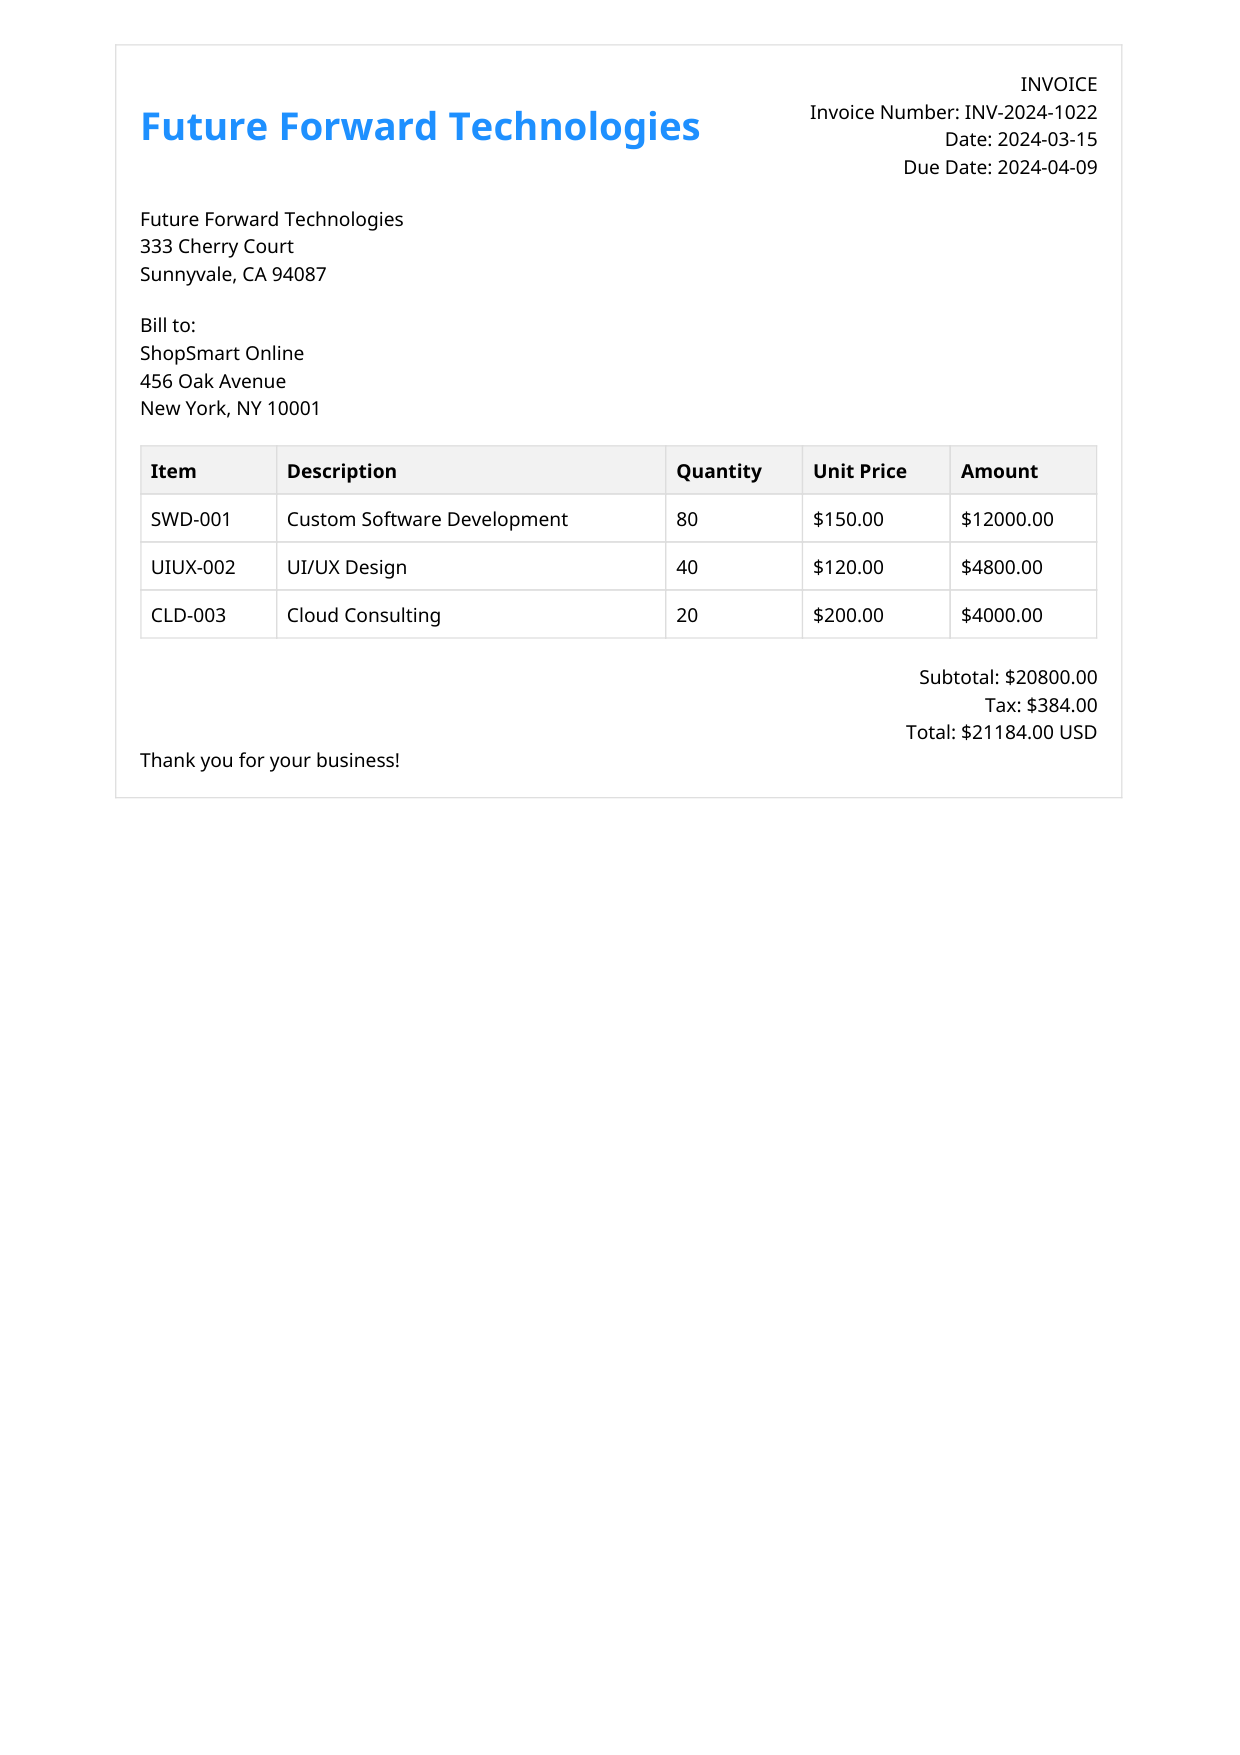 Future Forward Technologies
INVOICE
Invoice Number: INV-2024-1022
Date: 2024-03-15
Due Date: 2024-04-09
Future Forward Technologies
333 Cherry Court
Sunnyvale, CA 94087
Bill to:
ShopSmart Online
456 Oak Avenue
New York, NY 10001
Item Description Quantity Unit Price Amount
SWD-001 Custom Software Development 80 $150.00 $12000.00
UIUX-002 UI/UX Design 40 $120.00 $4800.00
CLD-003 Cloud Consulting 20 $200.00 $4000.00
Subtotal: $20800.00
Tax: $384.00
Total: $21184.00 USD
Thank you for your business!